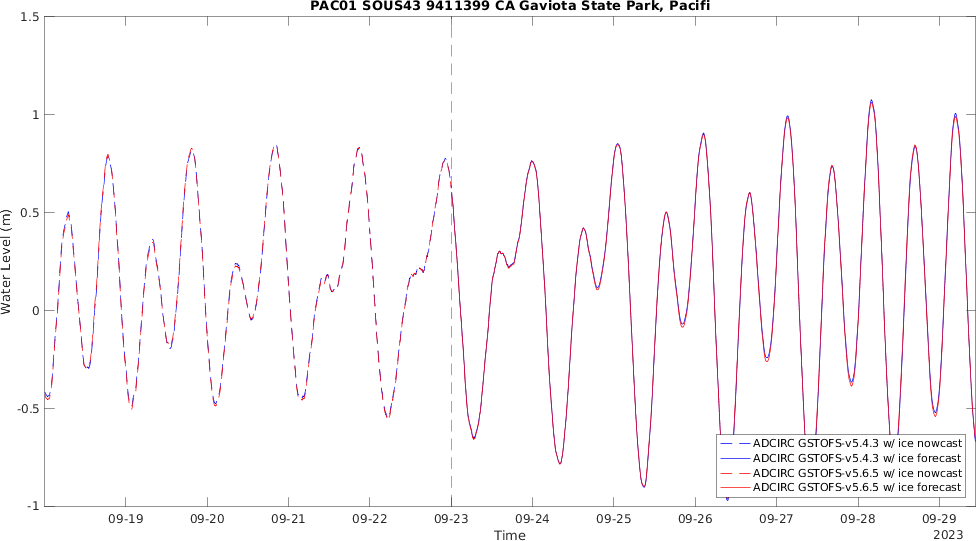 PAC01 SOUS43 9411399 CA Gaviota State Park, Pacifi
1.5
1
0.5
0
-0.5
-1
Water Level (m)
09-19 09-20 09-21 09-22 09-23 09-24 09-25 09-26 09-27 09-28 09-29
Time
2023
ADCIRC GSTOFS-v5.4.3 w/ ice nowcast
ADCIRC GSTOFS-v5.4.3 w/ ice forecast
ADCIRC GSTOFS-v5.6.5 w/ ice nowcast
ADCIRC GSTOFS-v5.6.5 w/ ice forecast